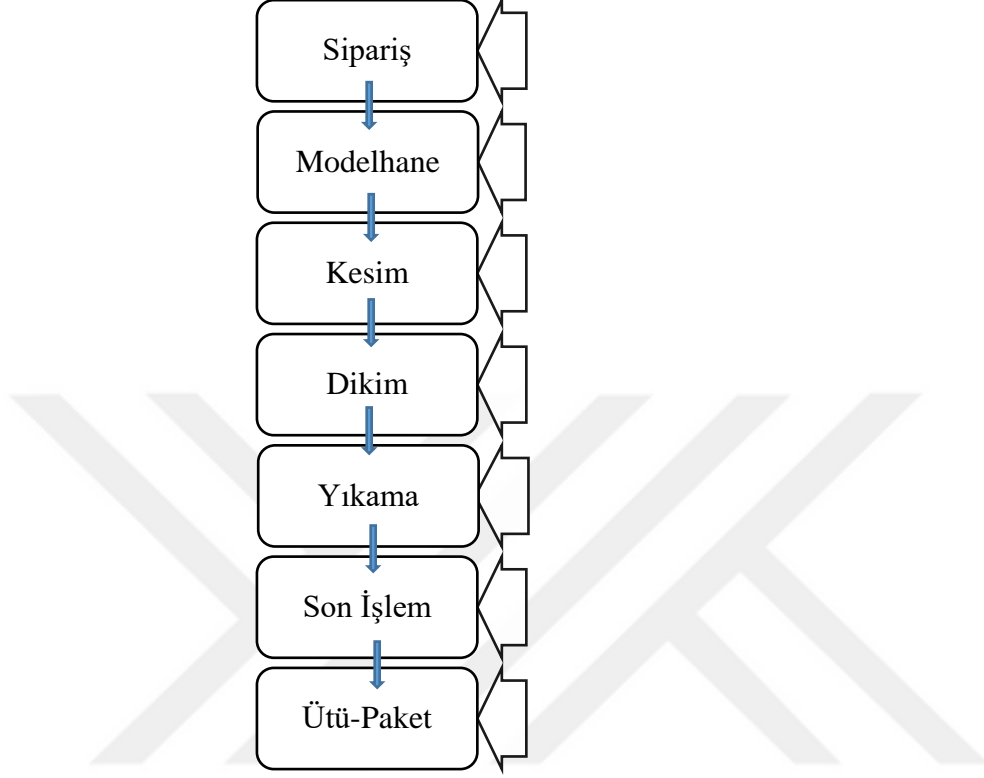 Sipariş
Modelhane
Kesim
Dikim
Yıkama
Son İşlem
Ütü-Paket